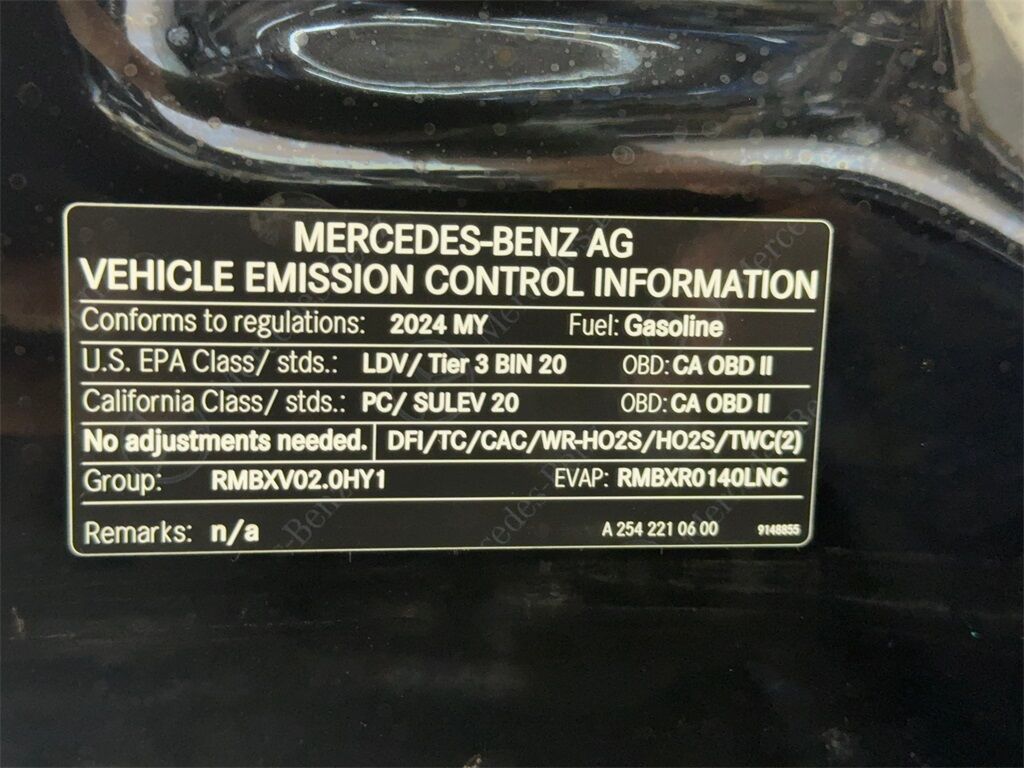 MERCEDES-BENZ AG
VEHICLE EMISSION CONTROL INFORMATION
Conforms to regulations: 2024 MY Fuel: Gasoline
U.S. EPA Class/ stds.: LDV/ Tier 3 BIN 20 OBD: CA OBD II
California Class/ stds.: PC/ SULEV 20 OBD: CA OBD II
No adjustments needed. DFI/TC/CAC/WR-HO2S/HO2S/TWC(2)
Group: RMBXV02.0HY1 EVAP: RMBXR0140LNC
Remarks: n/a A 254 221 06 00 9148855